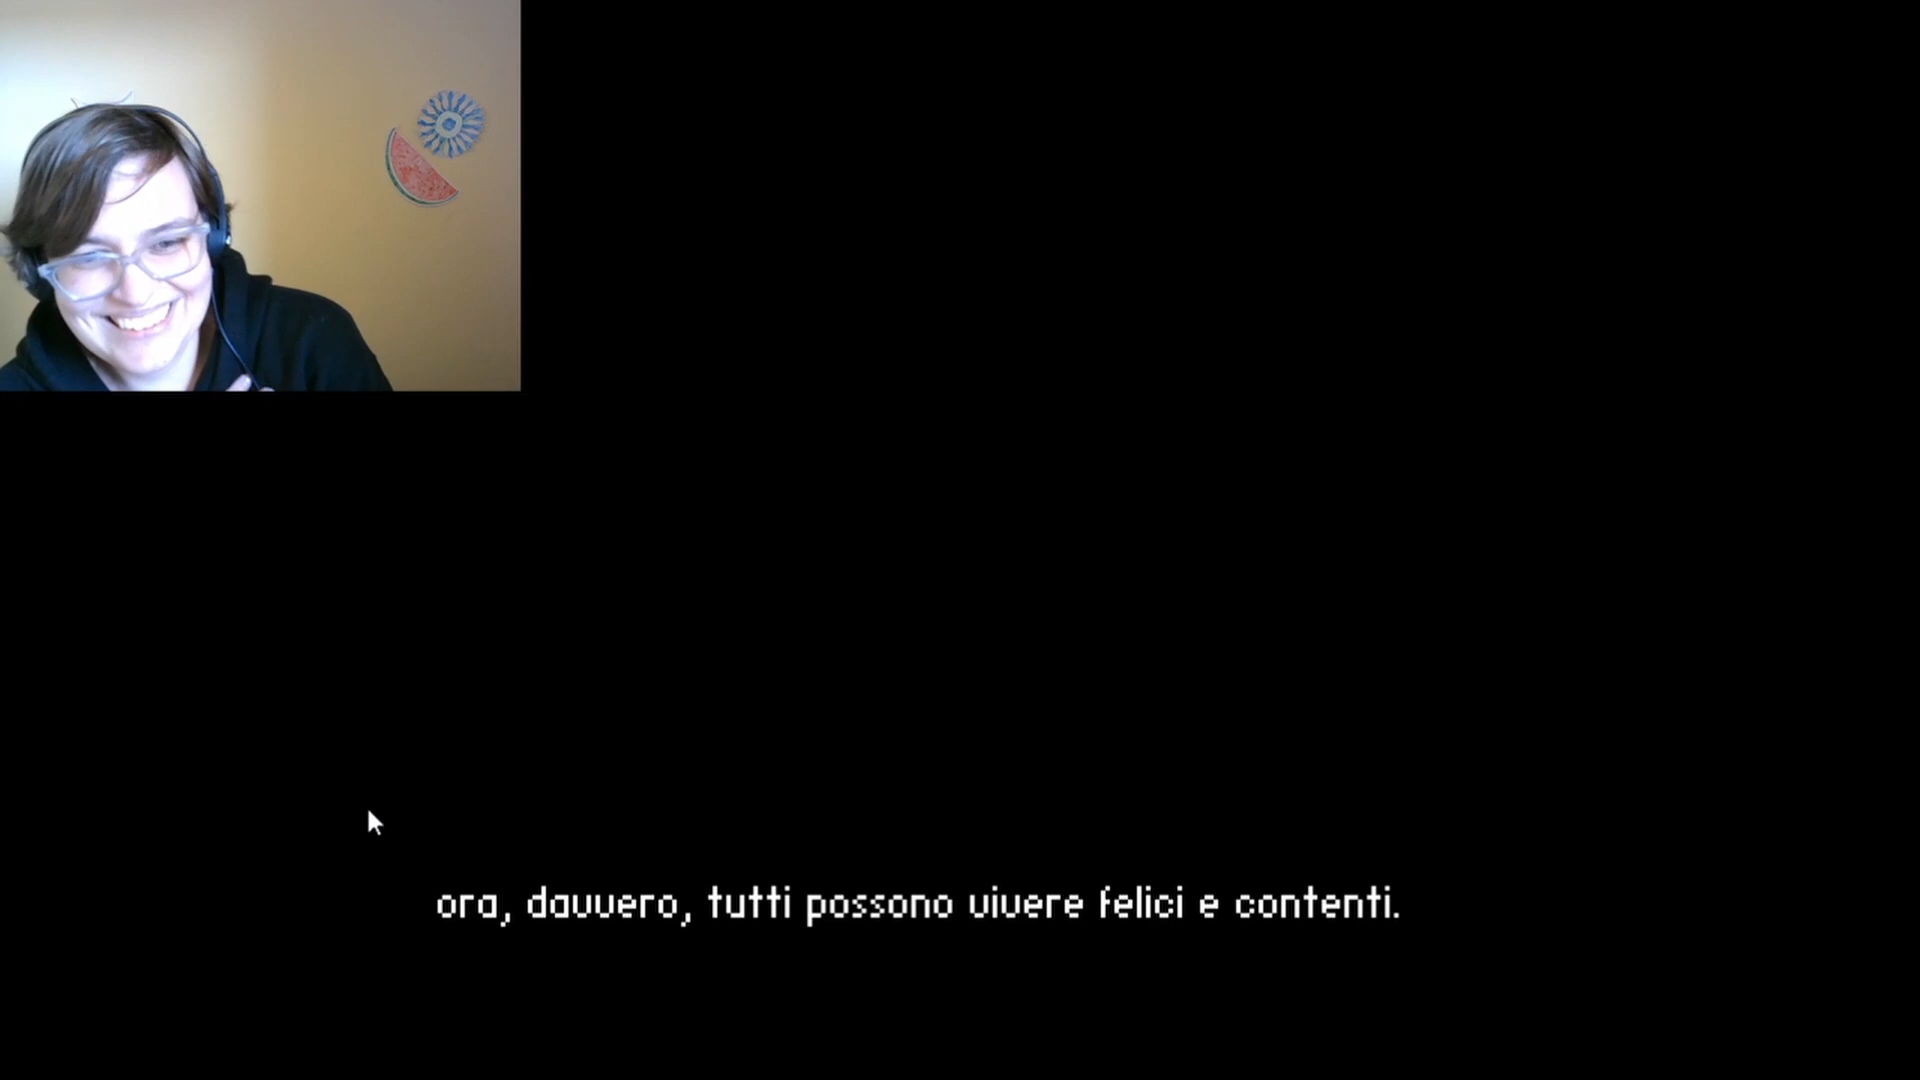 ora, davvero, tutti possono vivere felici e contenti.